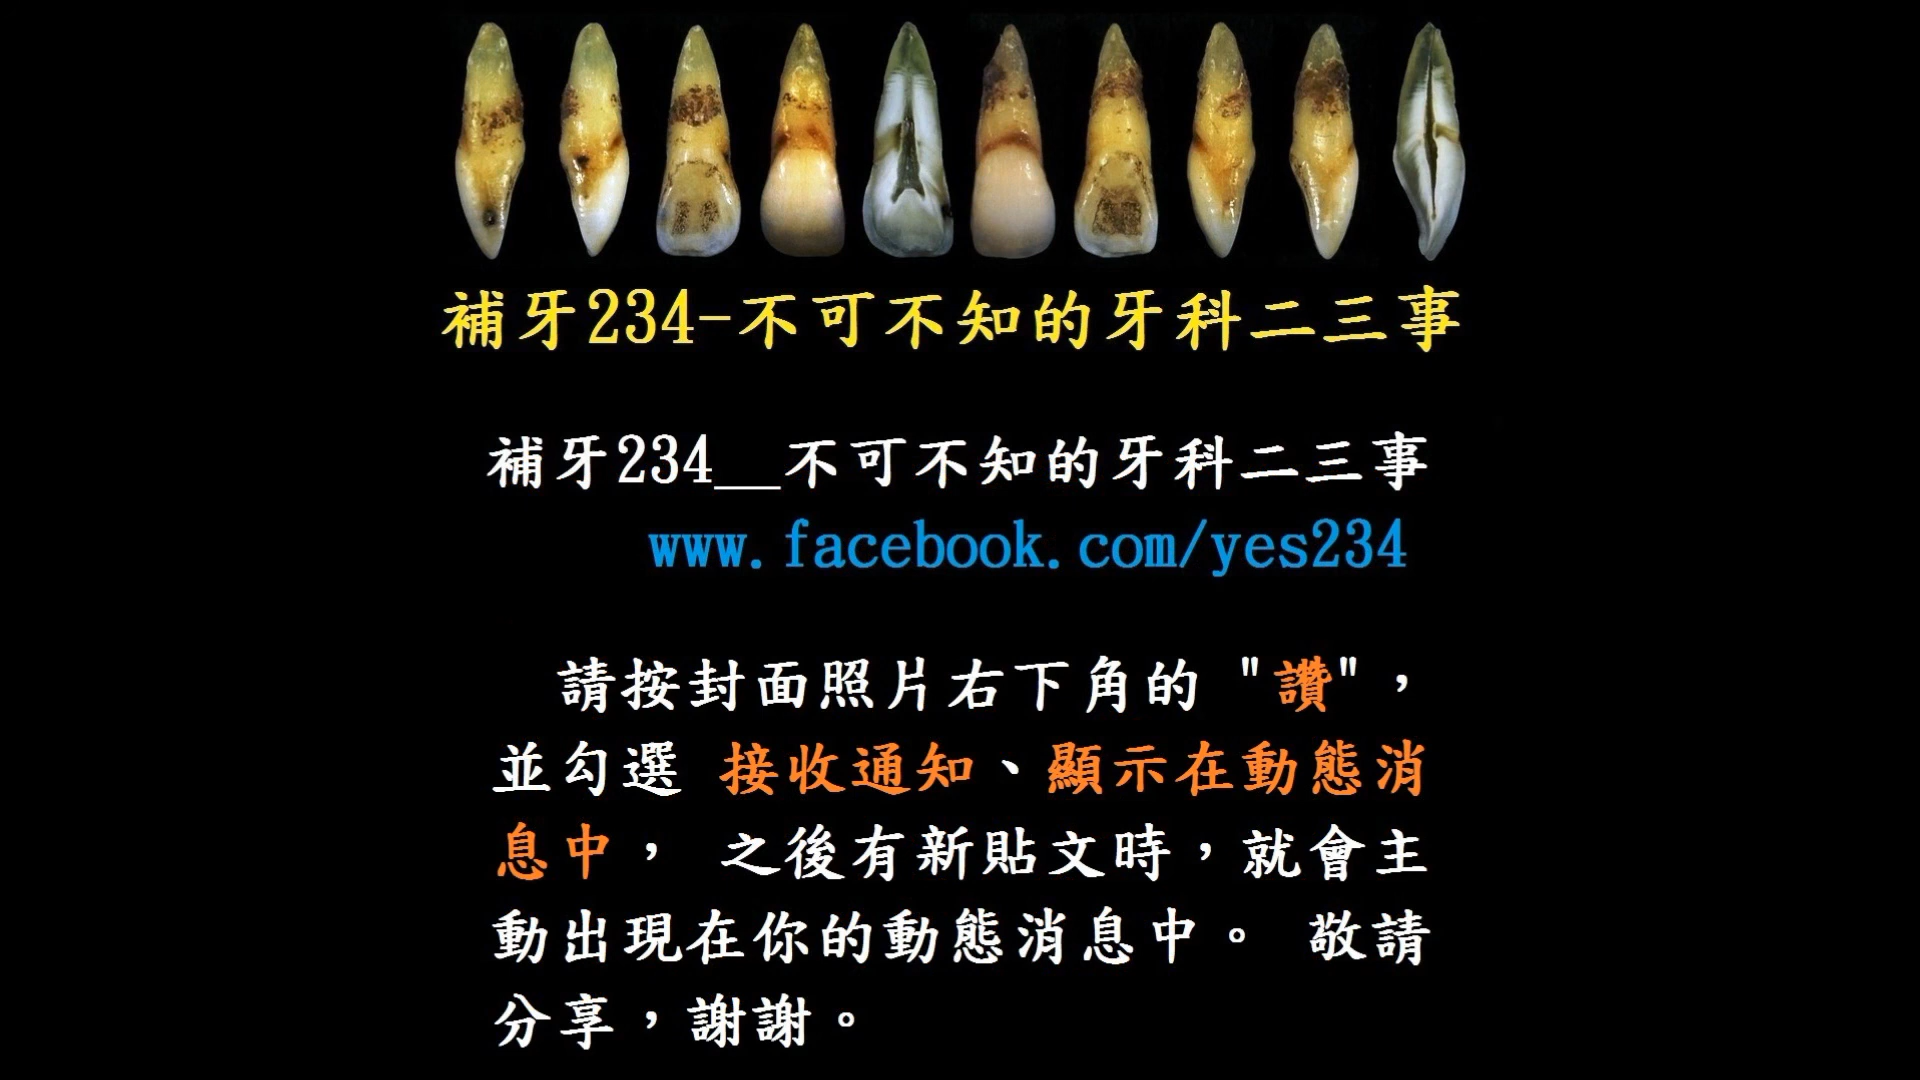 補牙234-不可不知的牙科二三事
補牙234__不可不知的牙科二三事
www.facebook.com/yes234
請按封面照片右下角的 "讚"，
並勾選 接收通知、顯示在動態消
息中， 之後有新貼文時，就會主
動出現在你的動態消息中。 敬請
分享，謝謝。